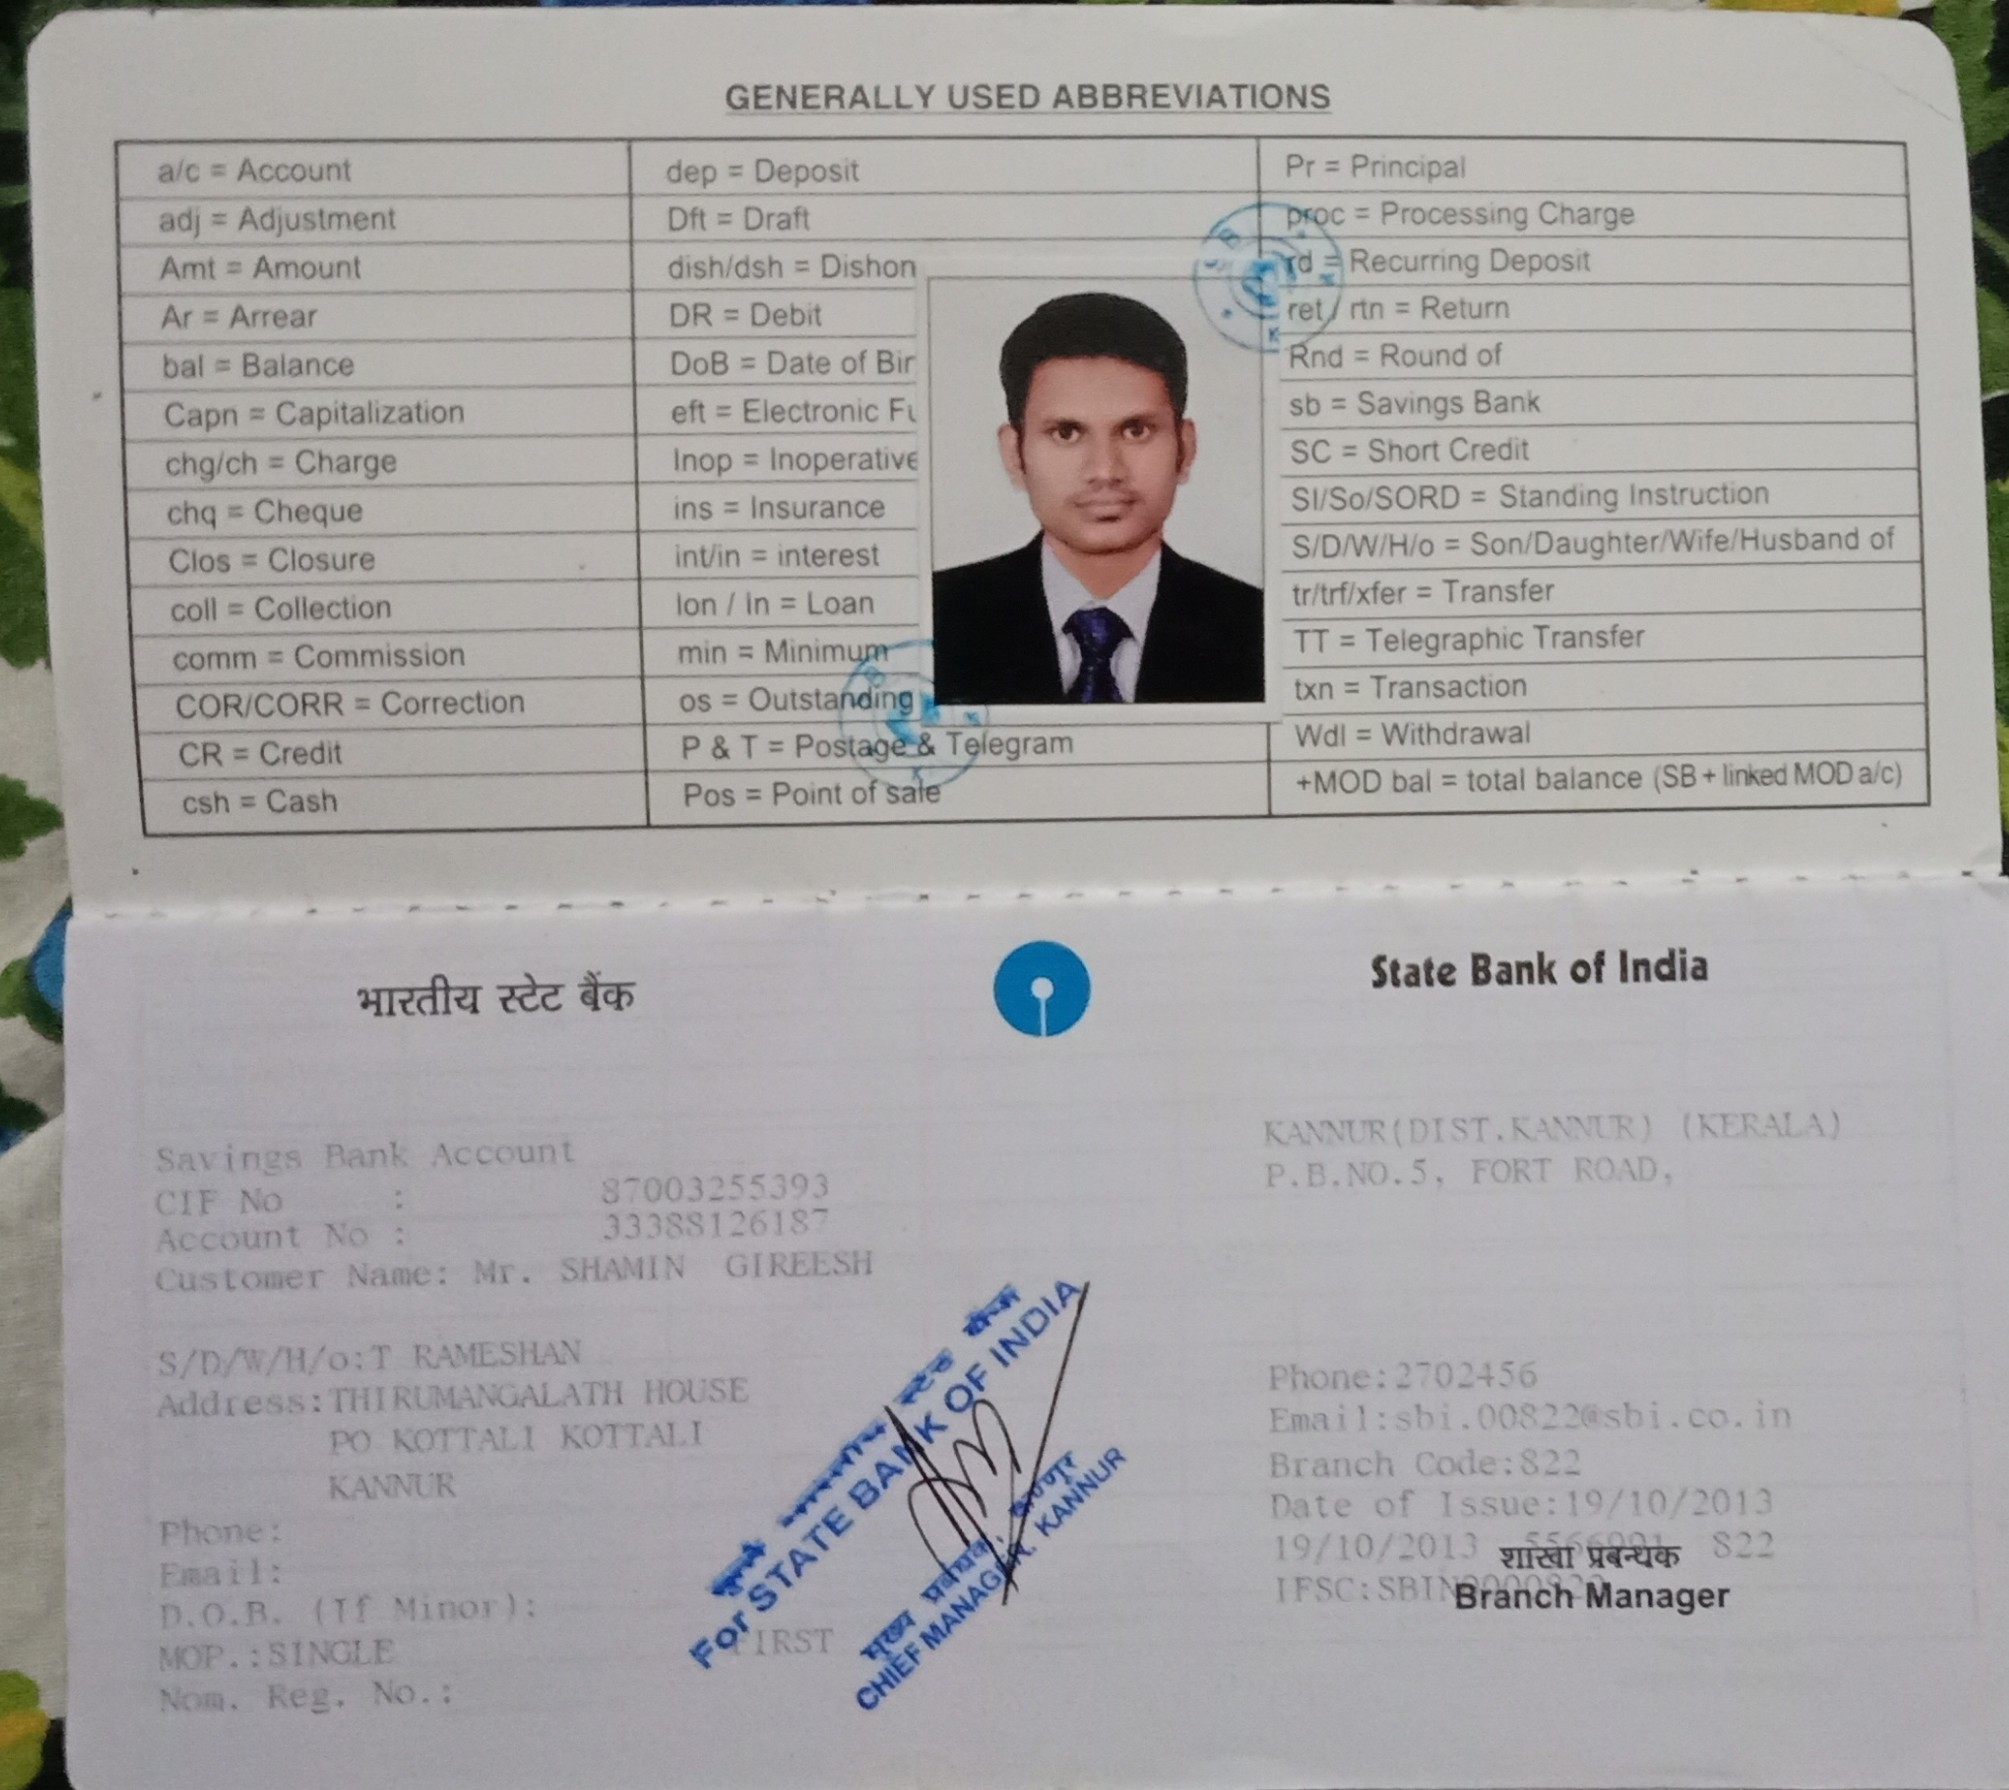 GENERALLY USED ABBREVIATIONS
a/c = Account
adj = Adjustment
Amt = Amount
Ar = Arrear
bal = Balance
Capn = Capitalization
chg/ch = Charge
chq = Cheque
Clos = Closure
coll = Collection
comm = Commission
COR/CORR = Correction
CR = Credit
csh = Cash
dep = Deposit
Dft = Draft
dish/dsh = Dishon
DR = Debit
DoB = Date of Bir
eft = Electronic Fu
Inop = Inoperative
ins = Insurance
int/in = interest
lon / ln = Loan
min = Minimum
os = Outstanding
P & T = Postage & Telegram
Pos = Point of sale
Pr = Principal
proc = Processing Charge
rd = Recurring Deposit
ret / rtn = Return
Rnd = Round of
sb = Savings Bank
SC = Short Credit
SI/So/SORD = Standing Instruction
S/D/W/H/o = Son/Daughter/Wife/Husband of
tr/trf/xfer = Transfer
TT = Telegraphic Transfer
txn = Transaction
Wdl = Withdrawal
+MOD bal = total balance (SB + linked MOD a/c)
भारतीय स्टेट बैंक
State Bank of India
Savings Bank Account
CIF No : 87003255393
Account No : 33388126187
Customer Name: Mr. SHAMIN GIREESH
S/D/W/H/o:T RAMESHAN
Address:THIRUMANGALATH HOUSE
PO KOTTALI KOTTALI
KANNUR
Phone:
Email:
D.O.B. (If Minor):
MOP.:SINGLE FIRST
Nom. Reg. No.:
KANNUR(DIST.KANNUR) (KERALA)
P.B.NO.5, FORT ROAD,
Phone:2702456
Email:sbi.00822@sbi.co.in
Branch Code:822
Date of Issue:19/10/2013
19/10/2013 822
शाखा प्रबन्धक
Branch Manager
For STATE BANK OF INDIA
मुख्य प्रबंधक, कण्णूर
CHIEF MANAGER, KANNUR